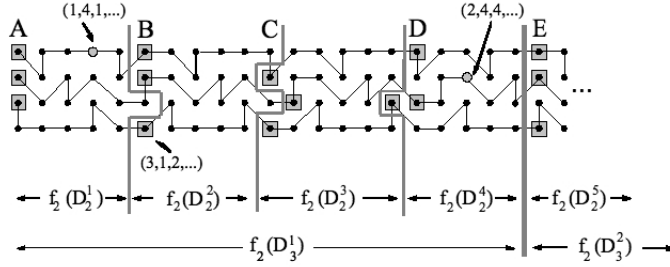 (1,4,1,...)
(2,4,4,...)
A B C D E
...
(3,1,2,...)
f₂(D₂¹) f₂(D₂²) f₂(D₂³) f₂(D₂⁴) f₂(D₂⁵)
f₂(D₃¹) f₂(D₃²)